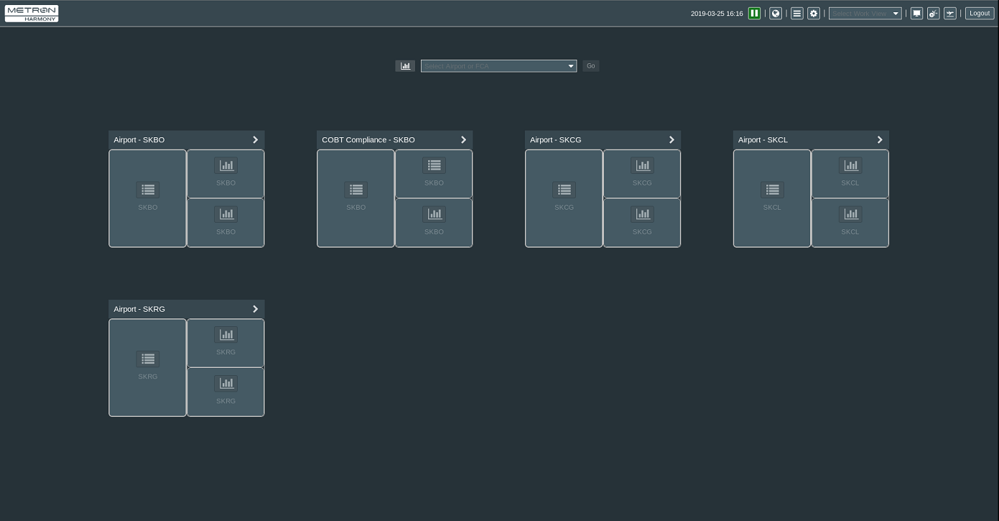 METRON
HARMONY
2019-03-25 16:16
Select Work View
Logout
Select Airport or FCA
Go
Airport - SKBO
SKBO
SKBO
SKBO
COBT Compliance - SKBO
SKBO
SKBO
SKBO
Airport - SKCG
SKCG
SKCG
SKCG
Airport - SKCL
SKCL
SKCL
SKCL
Airport - SKRG
SKRG
SKRG
SKRG